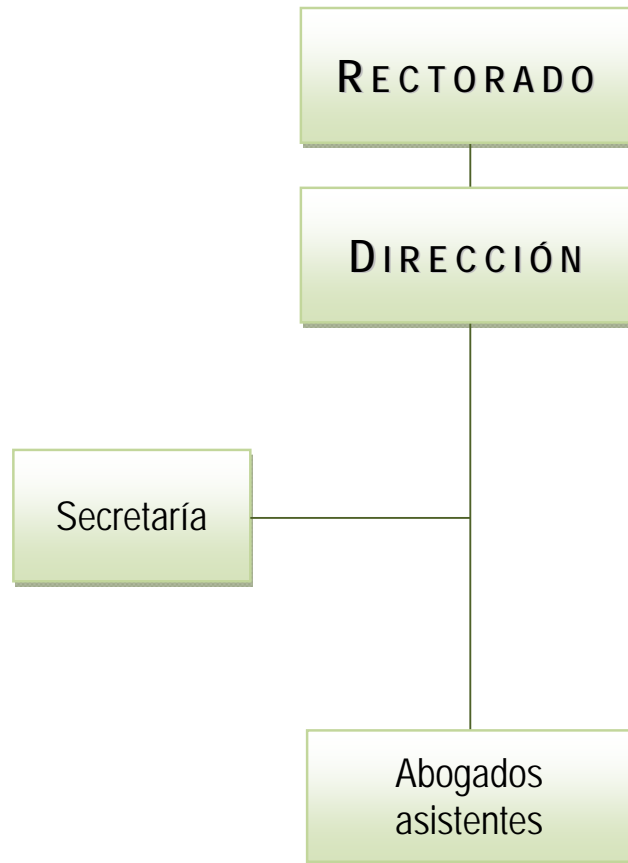 RECTORADO
DIRECCIÓN
Secretaría
Abogados
asistentes